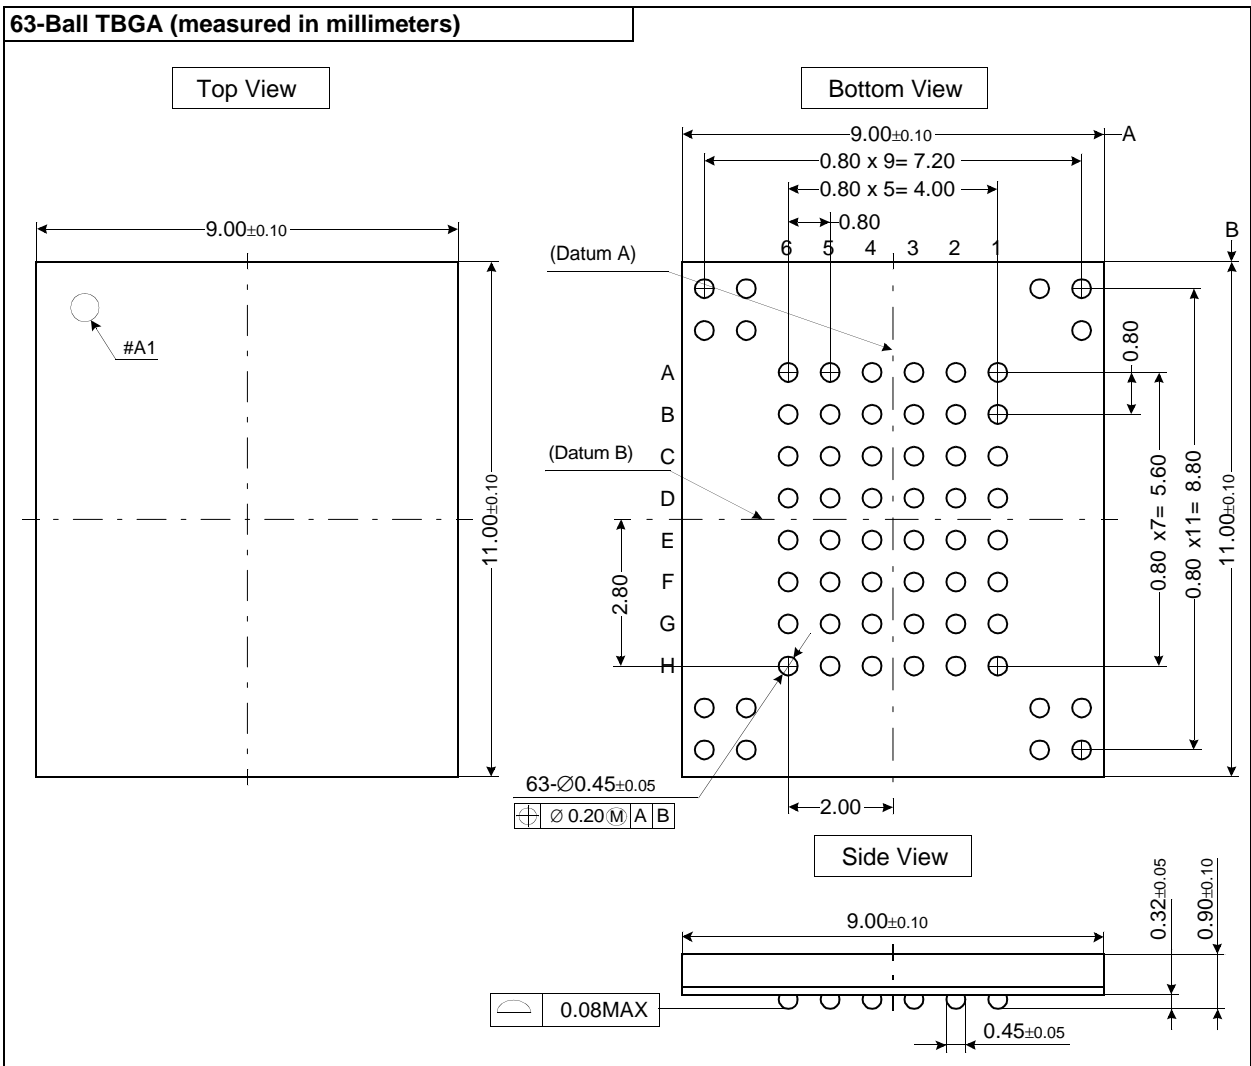 63-Ball TBGA (measured in millimeters)
Top View
Bottom View
9.00±0.10
A
0.80 x 9= 7.20
0.80 x 5= 4.00
0.80
B
6 5 4 3 2 1
9.00±0.10
(Datum A)
#A1
0.80
A
B
(Datum B)
C
D
E
F
G
H
11.00±0.10
2.80
0.80 x7= 5.60
0.80 x11= 8.80
11.00±0.10
63-∅0.45±0.05
⌖ ∅ 0.20 Ⓜ A B
2.00
Side View
9.00±0.10
0.32±0.05
0.90±0.10
0.08MAX
0.45±0.05